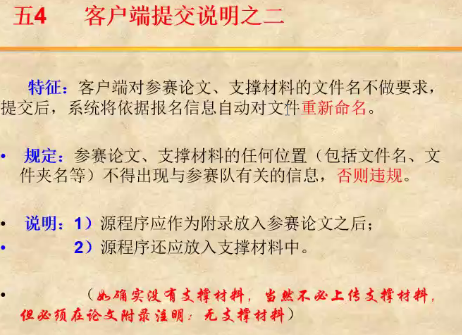 五4 客户端提交说明之二
特征：客户端对参赛论文、支撑材料的文件名不做要求，
提交后，系统将依据报名信息自动对文件重新命名。
• 规定：参赛论文、支撑材料的任何位置（包括文件名、文
件夹名等）不得出现与参赛队有关的信息，否则违规。
• 说明：1）源程序应作为附录放入参赛论文之后；
• 2）源程序还应放入支撑材料中。
• （如确实没有支撑材料，当然不必上传支撑材料，
但必须在论文附录注明：无支撑材料）